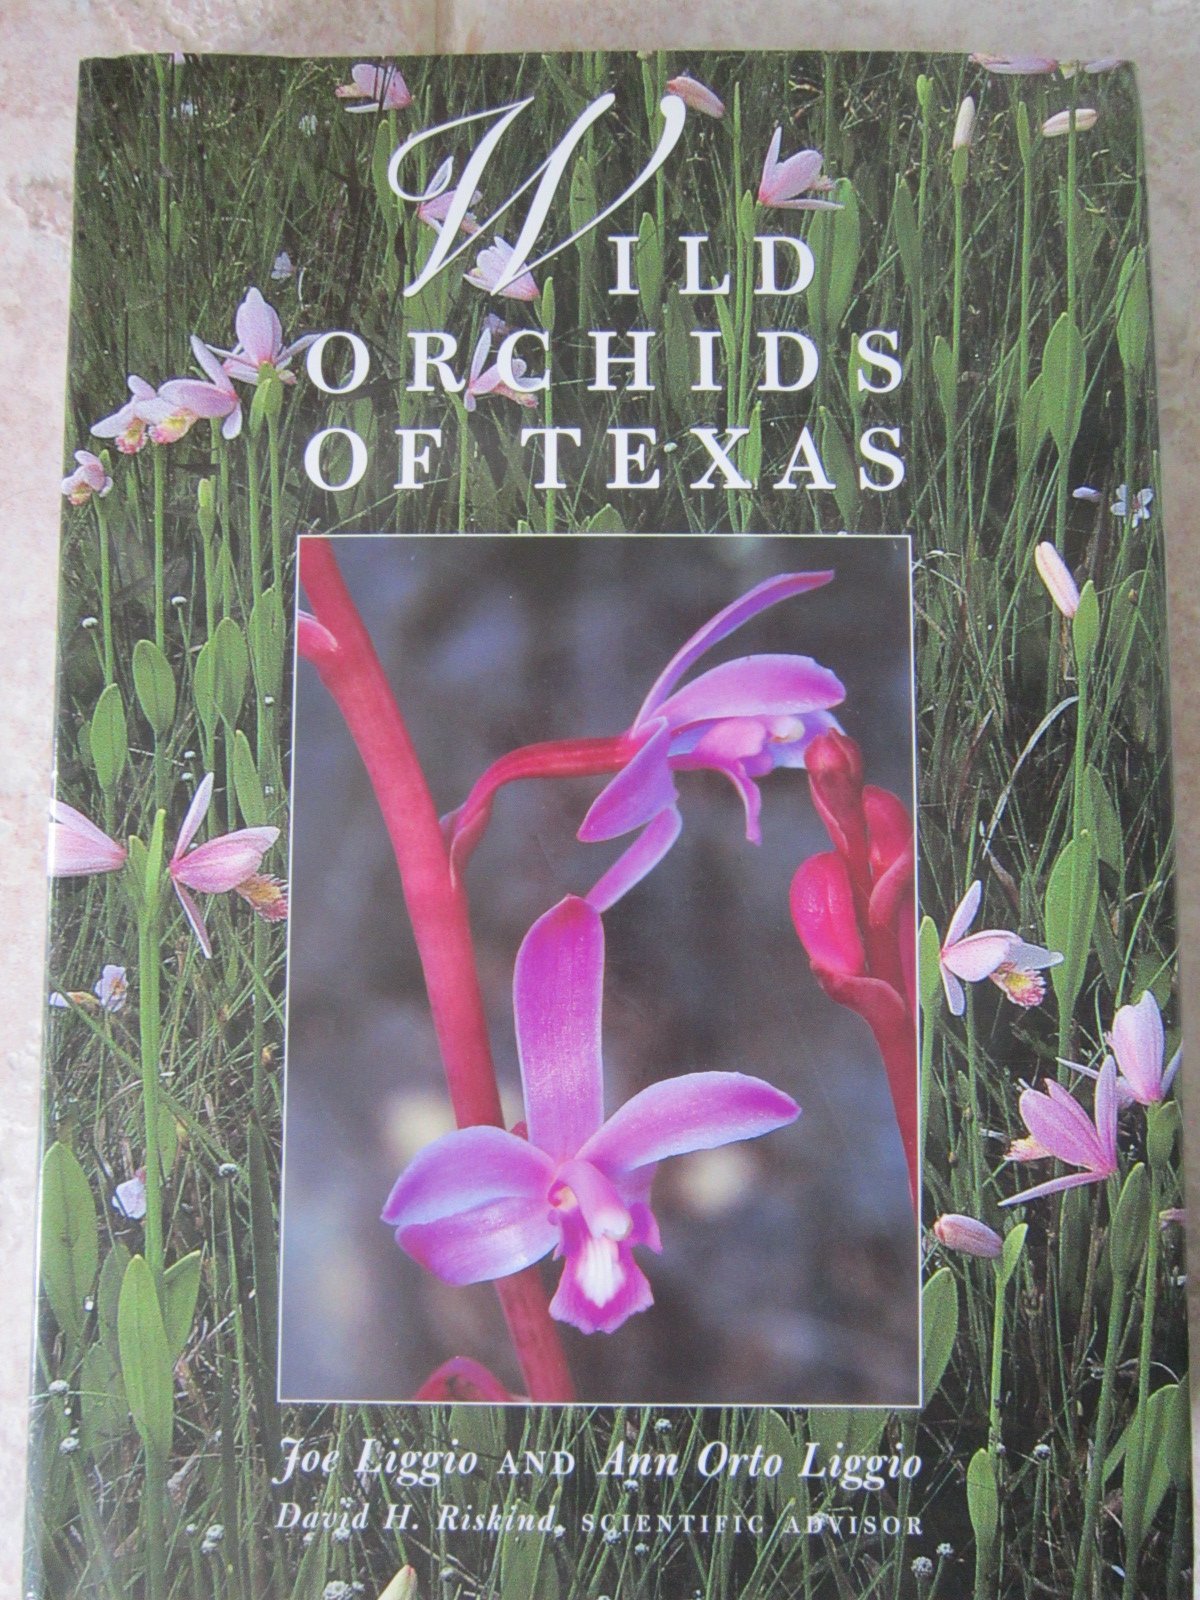 WILD
ORCHIDS
OF TEXAS
Joe Liggio AND Ann Orto Liggio
David H. Riskind, SCIENTIFIC ADVISOR